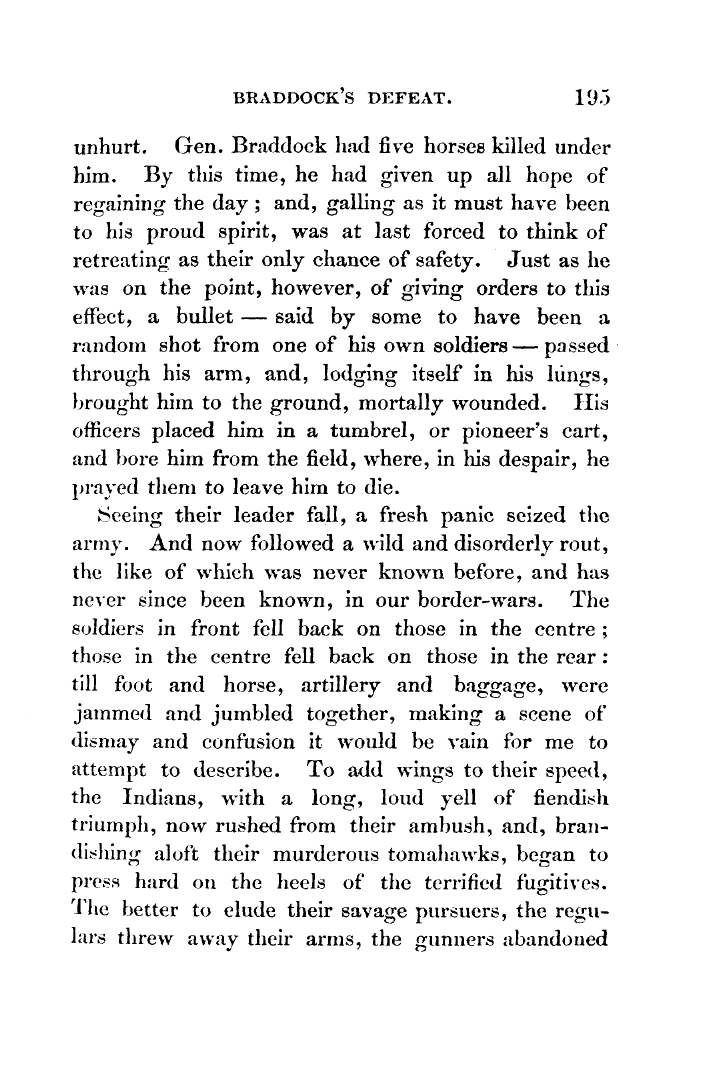 BRADDOCK'S DEFEAT. 195
unhurt. Gen. Braddock had five horses killed under
him. By this time, he had given up all hope of
regaining the day ; and, galling as it must have been
to his proud spirit, was at last forced to think of
retreating as their only chance of safety. Just as he
was on the point, however, of giving orders to this
effect, a bullet — said by some to have been a
random shot from one of his own soldiers — passed
through his arm, and, lodging itself in his lungs,
brought him to the ground, mortally wounded. His
officers placed him in a tumbrel, or pioneer's cart,
and bore him from the field, where, in his despair, he
prayed them to leave him to die.
Seeing their leader fall, a fresh panic seized the
army. And now followed a wild and disorderly rout,
the like of which was never known before, and has
never since been known, in our border-wars. The
soldiers in front fell back on those in the centre ;
those in the centre fell back on those in the rear :
till foot and horse, artillery and baggage, were
jammed and jumbled together, making a scene of
dismay and confusion it would be vain for me to
attempt to describe. To add wings to their speed,
the Indians, with a long, loud yell of fiendish
triumph, now rushed from their ambush, and, bran-
dishing aloft their murderous tomahawks, began to
press hard on the heels of the terrified fugitives.
The better to elude their savage pursuers, the regu-
lars threw away their arms, the gunners abandoned